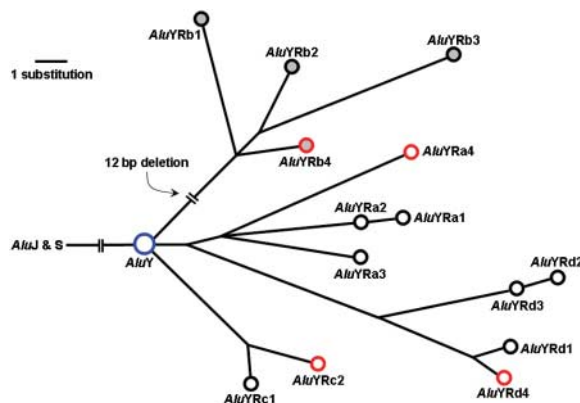 AluYRb1
AluYRb2
AluYRb3
1 substitution
AluYRb4
AluYRa4
12 bp deletion
AluYRa2
AluYRa1
AluJ & S
AluY
AluYRa3
AluYRd2
AluYRd3
AluYRd1
AluYRc2
AluYRd4
AluYRc1